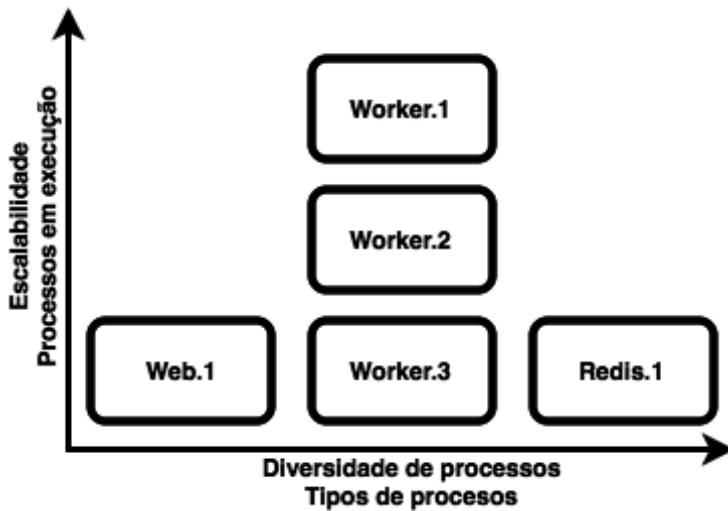 Escalabilidade
Processos em execução
Worker.1
Worker.2
Web.1
Worker.3
Redis.1
Diversidade de processos
Tipos de procesos